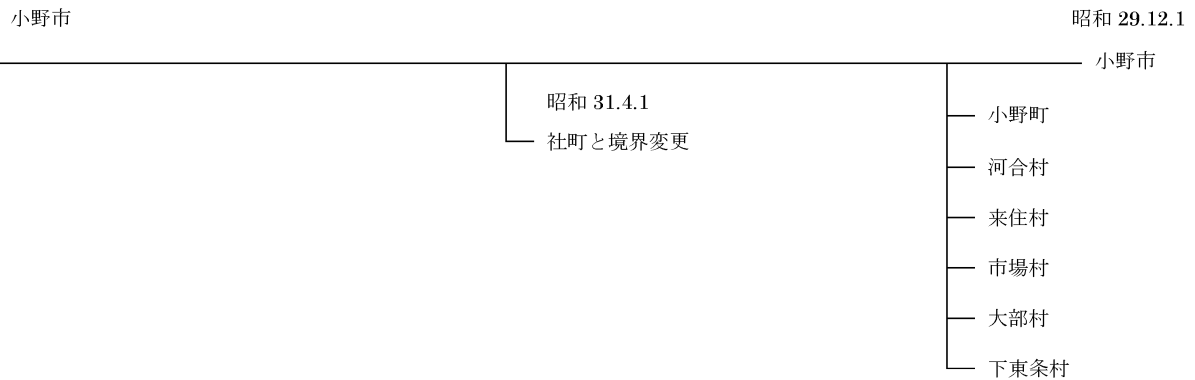 小野市
昭和 29.12.1
小野市
昭和 31.4.1
社町と境界変更
小野町
河合村
来住村
市場村
大部村
下東条村